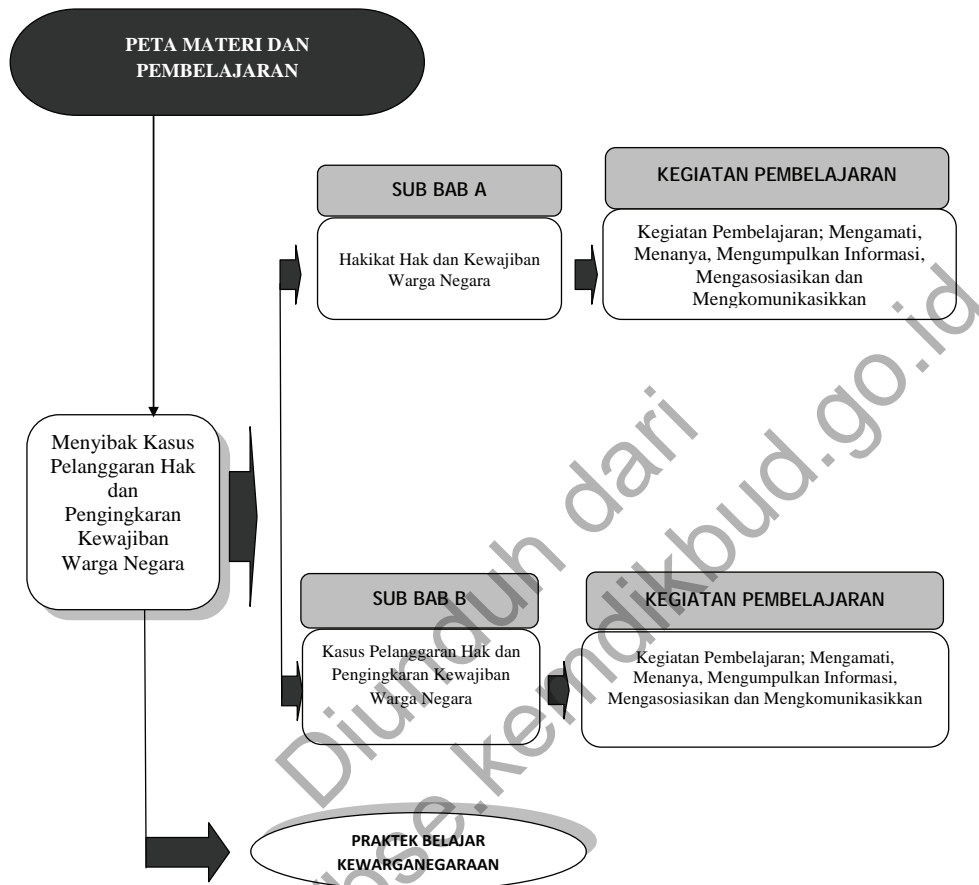 PETA MATERI DAN
PEMBELAJARAN
SUB BAB A
Hakikat Hak dan Kewajiban
Warga Negara
KEGIATAN PEMBELAJARAN
Kegiatan Pembelajaran; Mengamati,
Menanya, Mengumpulkan Informasi,
Mengasosiasikan dan
Mengkomunikasikkan
Menyibak Kasus
Pelanggaran Hak
dan
Pengingkaran
Kewajiban
Warga Negara
SUB BAB B
Kasus Pelanggaran Hak dan
Pengingkaran Kewajiban
Warga Negara
KEGIATAN PEMBELAJARAN
Kegiatan Pembelajaran; Mengamati,
Menanya, Mengumpulkan Informasi,
Mengasosiasikan dan Mengkomunikasikkan
PRAKTEK BELAJAR
KEWARGANEGARAAN
Diunduh dari
bse.kemdikbud.go.id